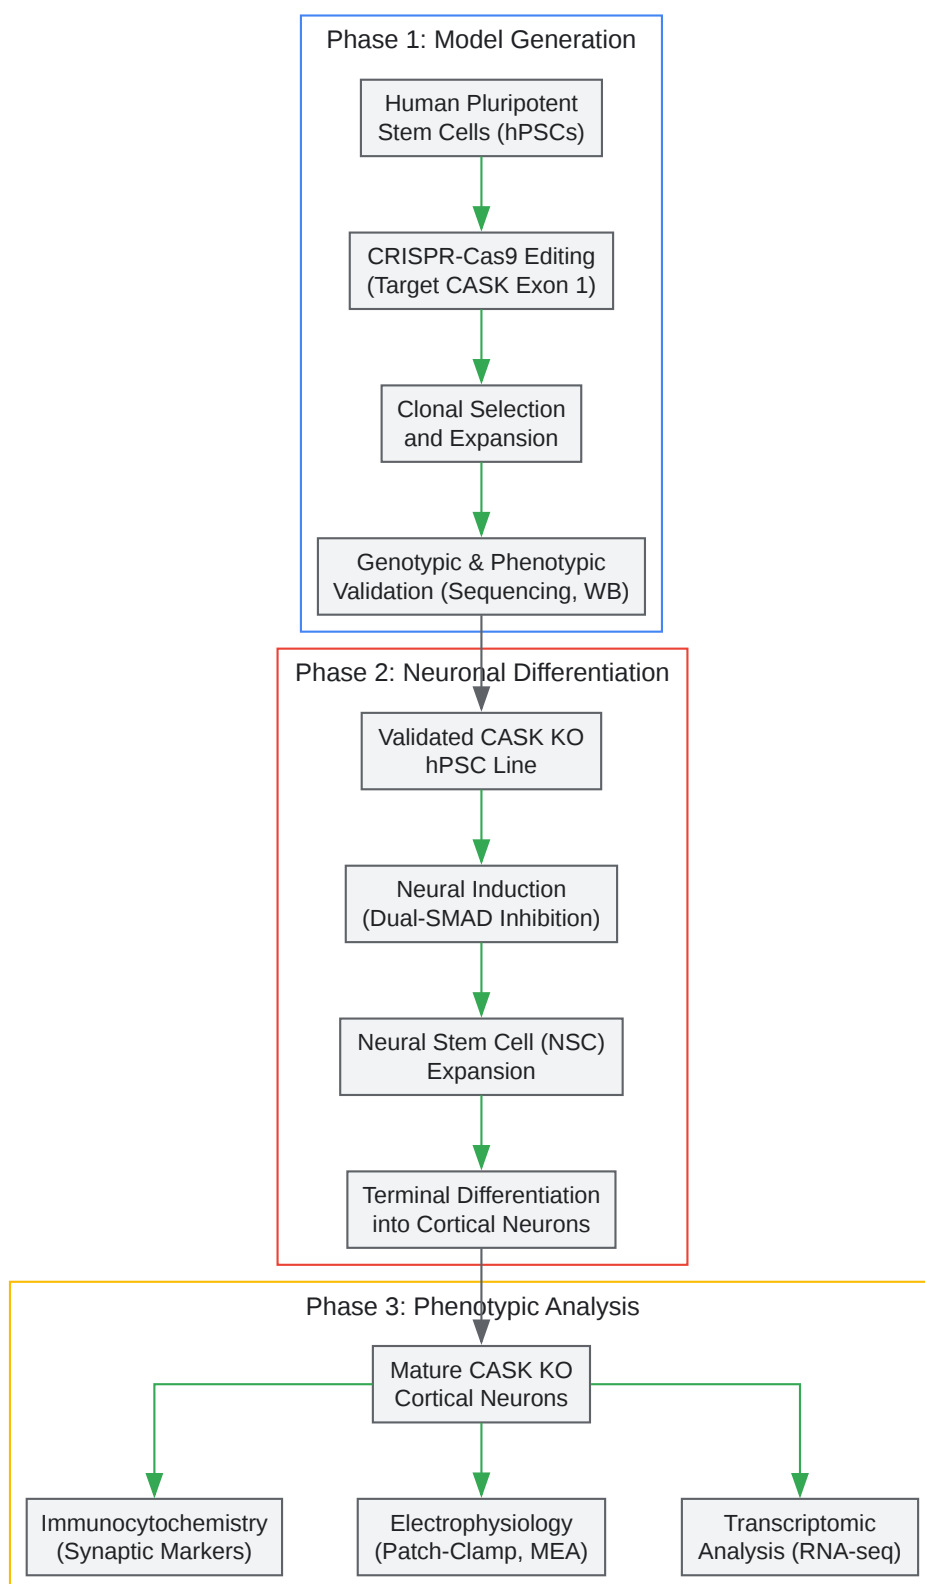 Phase 1: Model Generation
Human Pluripotent
Stem Cells (hPSCs)
CRISPR-Cas9 Editing
(Target CASK Exon 1)
Clonal Selection
and Expansion
Genotypic & Phenotypic
Validation (Sequencing, WB)
Phase 2: Neuronal Differentiation
Validated CASK KO
hPSC Line
Neural Induction
(Dual-SMAD Inhibition)
Neural Stem Cell (NSC)
Expansion
Terminal Differentiation
into Cortical Neurons
Phase 3: Phenotypic Analysis
Mature CASK KO
Cortical Neurons
Immunocytochemistry
(Synaptic Markers)
Electrophysiology
(Patch-Clamp, MEA)
Transcriptomic
Analysis (RNA-seq)